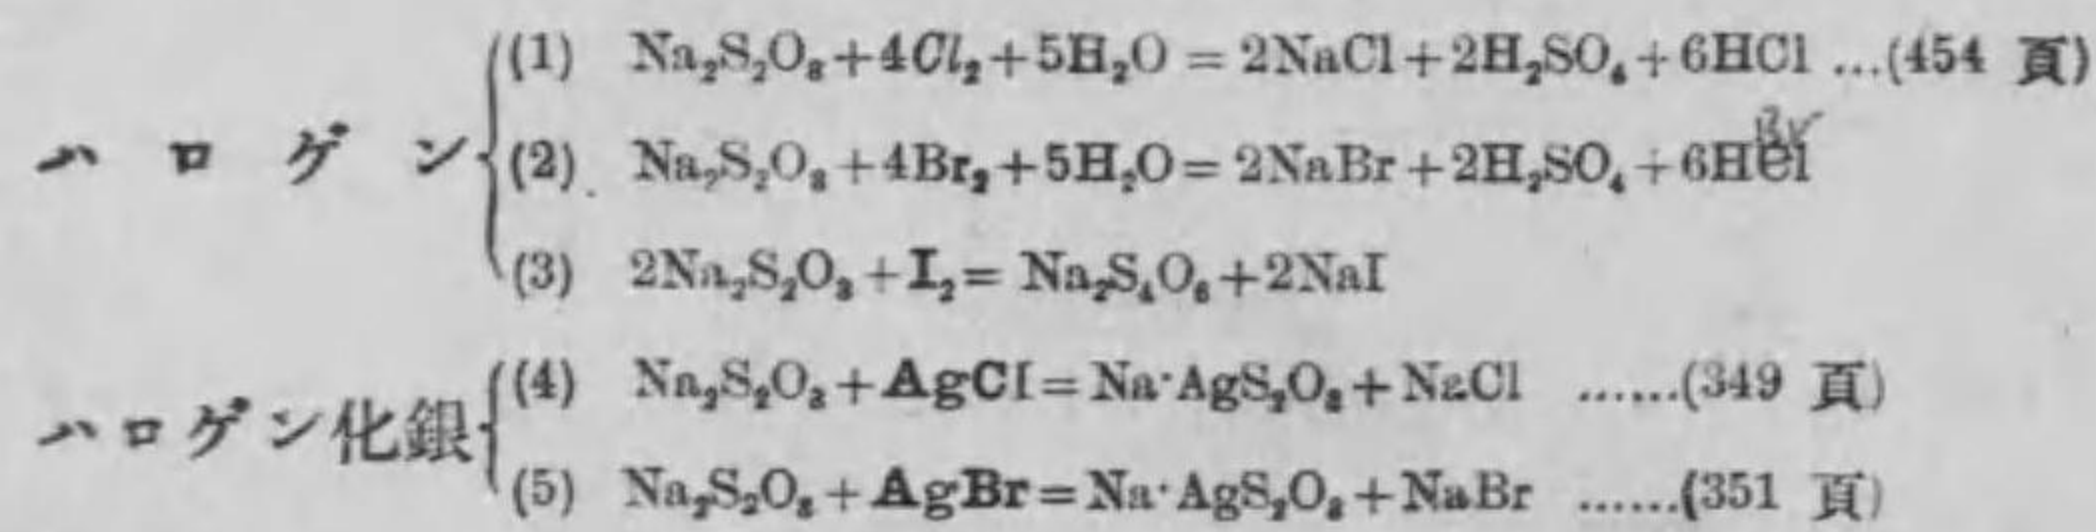 ハロゲン
(1) Na₂S₂O₃+4Cl₂+5H₂O = 2NaCl+2H₂SO₄+6HCl ...(454 頁)
(2) Na₂S₂O₃+4Br₂+5H₂O= 2NaBr+2H₂SO₄+6HCl Br
(3) 2Na₂S₂O₃+I₂= Na₂S₄O₆+2NaI
ハロゲン化銀
(4) Na₂S₂O₃+AgCl=Na·AgS₂O₃+NaCl ......(349 頁)
(5) Na₂S₂O₃+AgBr=Na·AgS₂O₃+NaBr ......(351 頁)